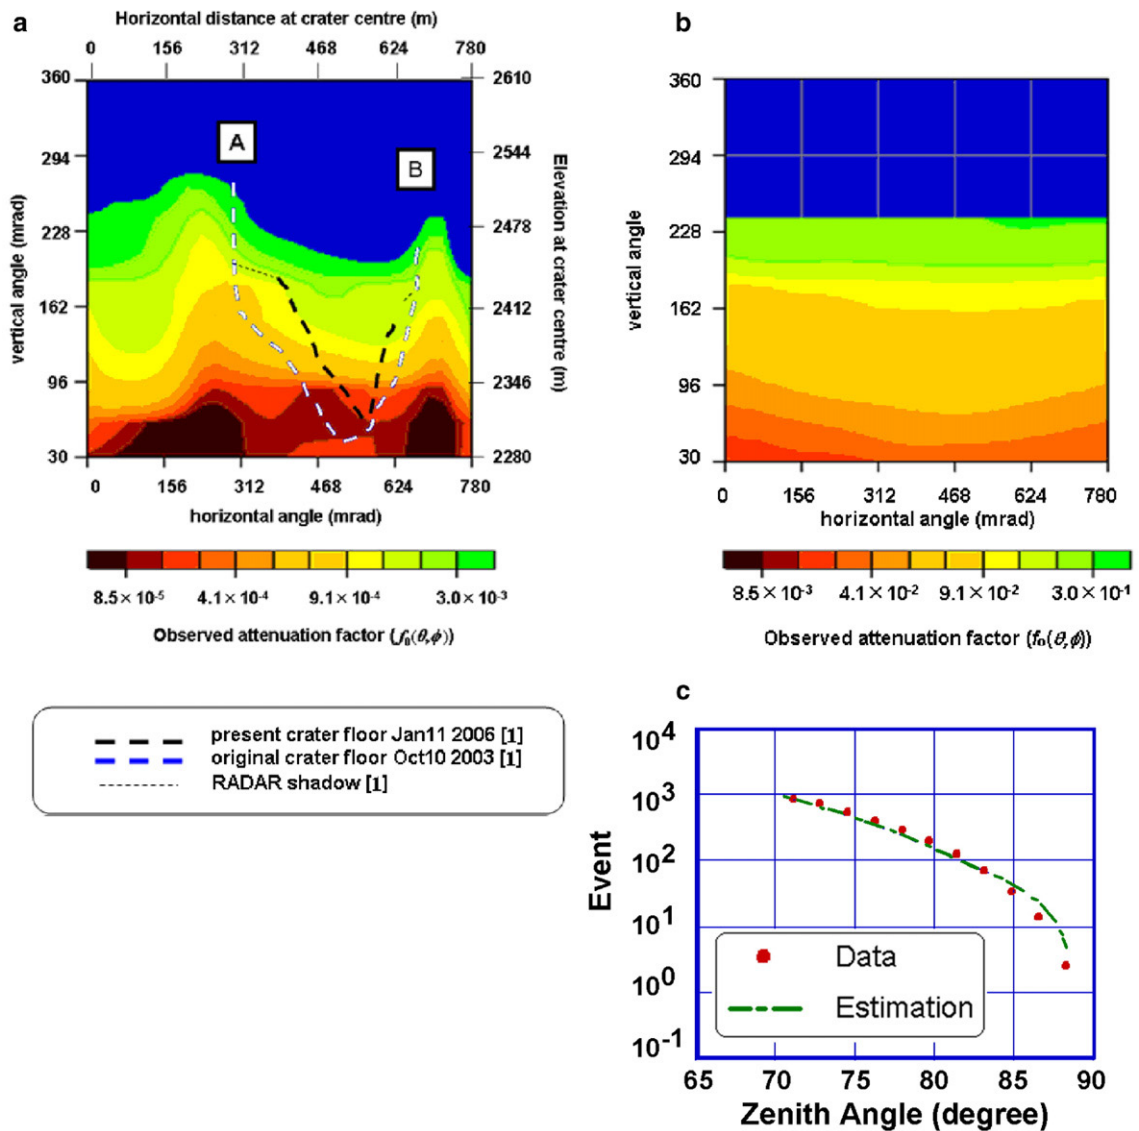 a
Horizontal distance at crater centre (m)
0 156 312 468 624 780
360
294
228
162
96
30
vertical angle (mrad)
A
B
2610
2544
2478
2412
2346
2280
Elevation at crater centre (m)
0 156 312 468 624 780
horizontal angle (mrad)
8.5 × 10⁻⁵ 4.1 × 10⁻⁴ 9.1 × 10⁻⁴ 3.0 × 10⁻³
Observed attenuation factor (f₀(θ,ϕ))
b
360
294
228
162
96
30
vertical angle
0 156 312 468 624 780
horizontal angle (mrad)
8.5 × 10⁻³ 4.1 × 10⁻² 9.1 × 10⁻² 3.0 × 10⁻¹
Observed attenuation factor (f₀(θ,ϕ))
present crater floor Jan11 2006 [1]
original crater floor Oct10 2003 [1]
RADAR shadow [1]
c
10⁴
10³
10²
10¹
10⁰
10⁻¹
Event
Data
Estimation
65 70 75 80 85 90
Zenith Angle (degree)